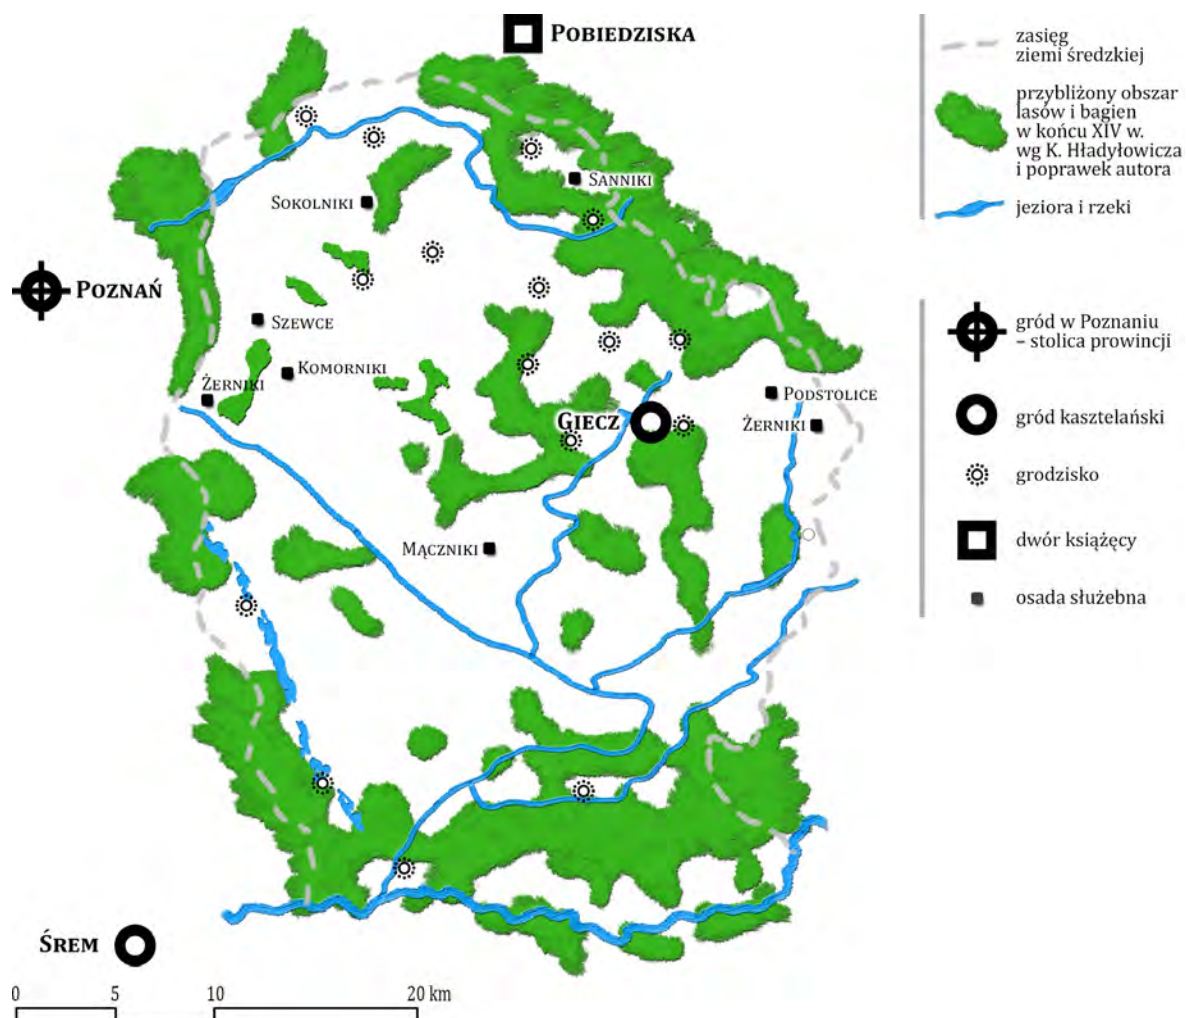 POBIEDZISKA
SANNIKI
SOKOLNIKI
POZNAŃ
SZEWCE
KOMORNIKI
ŻERNIKI
PODSTOLICE
GIECZ
ŻERNIKI
MĄCZNIKI
ŚREM
0 5 10 20 km
zasięg
ziemi średzkiej
przybliżony obszar
lasów i bagien
w końcu XIV w.
wg K. Hładyłowicza
i poprawek autora
jeziora i rzeki
gród w Poznaniu
– stolica prowincji
gród kasztelański
grodzisko
dwór książęcy
osada służebna